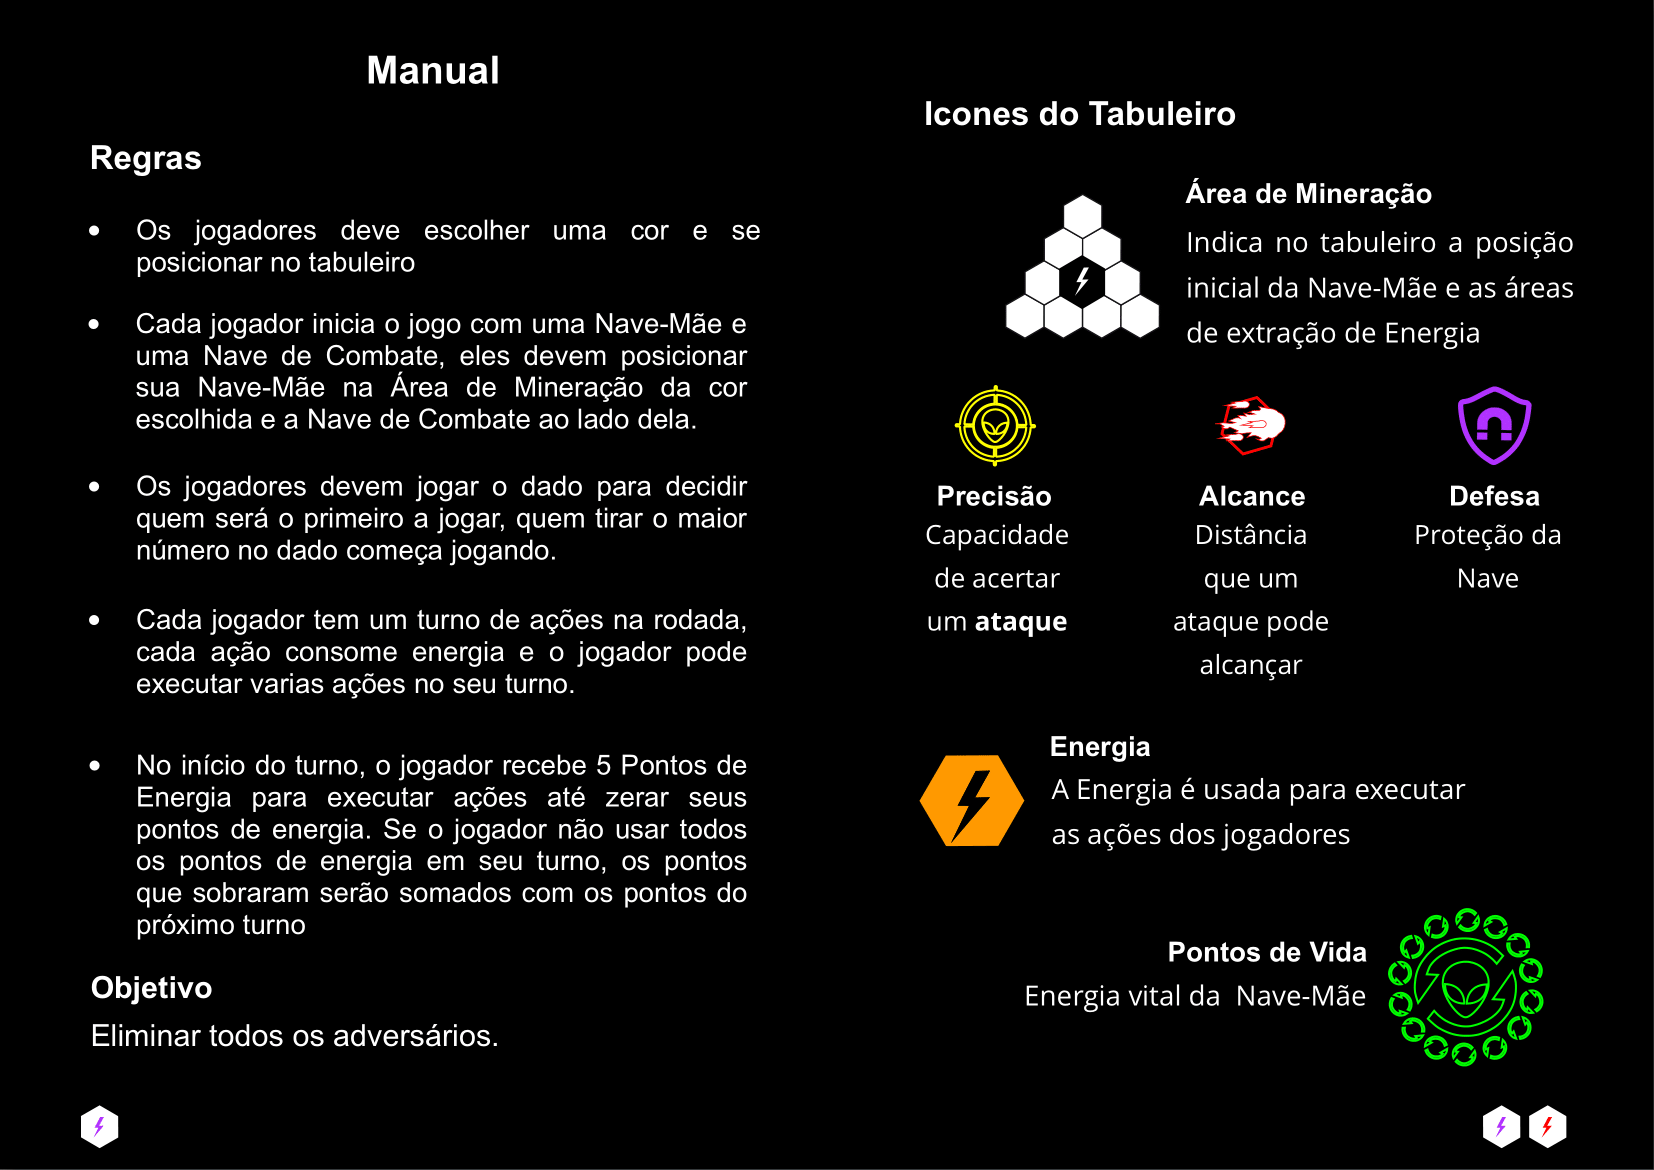 Manual
Regras
Os jogadores deve escolher uma cor e se
posicionar no tabuleiro
Cada jogador inicia o jogo com uma Nave-Mãe e
uma Nave de Combate, eles devem posicionar
sua Nave-Mãe na Área de Mineração da cor
escolhida e a Nave de Combate ao lado dela.
Os jogadores devem jogar o dado para decidir
quem será o primeiro a jogar, quem tirar o maior
número no dado começa jogando.
Cada jogador tem um turno de ações na rodada,
cada ação consome energia e o jogador pode
executar varias ações no seu turno.
No início do turno, o jogador recebe 5 Pontos de
Energia para executar ações até zerar seus
pontos de energia. Se o jogador não usar todos
os pontos de energia em seu turno, os pontos
que sobraram serão somados com os pontos do
próximo turno
Objetivo
Eliminar todos os adversários.
Icones do Tabuleiro
Área de Mineração
Indica no tabuleiro a posição
inicial da Nave-Mãe e as áreas
de extração de Energia
Precisão
Capacidade
de acertar
um ataque
Alcance
Distância
que um
ataque pode
alcançar
Defesa
Proteção da
Nave
Energia
A Energia é usada para executar
as ações dos jogadores
Pontos de Vida
Energia vital da  Nave-Mãe